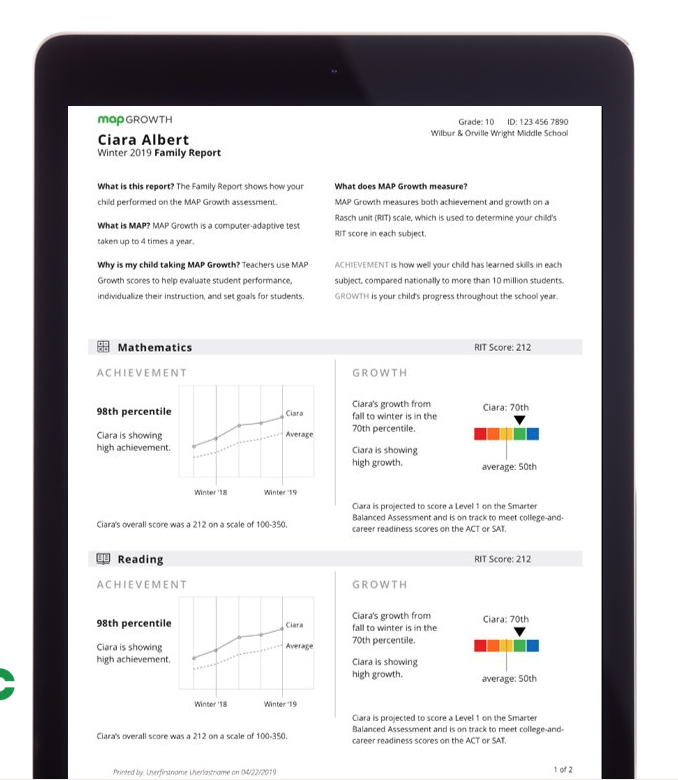 map GROWTH
Grade: 10 ID: 123 456 7890
Wilbur & Orville Wright Middle School
Ciara Albert
Winter 2019 Family Report
What is this report? The Family Report shows how your
child performed on the MAP Growth assessment.
What is MAP? MAP Growth is a computer-adaptive test
taken up to 4 times a year.
Why is my child taking MAP Growth? Teachers use MAP
Growth scores to help evaluate student performance,
individualize their instruction, and set goals for students.
What does MAP Growth measure?
MAP Growth measures both achievement and growth on a
Rasch unit (RIT) scale, which is used to determine your child's
RIT score in each subject.
ACHIEVEMENT is how well your child has learned skills in each
subject, compared nationally to more than 10 million students.
GROWTH is your child's progress throughout the school year.
Mathematics
RIT Score: 212
ACHIEVEMENT
98th percentile
Ciara is showing
high achievement.
Ciara
Average
Winter '18 Winter '19
Ciara's overall score was a 212 on a scale of 100-350.
GROWTH
Ciara's growth from
fall to winter is in the
70th percentile.
Ciara is showing
high growth.
Ciara: 70th
average: 50th
Ciara is projected to score a Level 1 on the Smarter
Balanced Assessment and is on track to meet college-and-
career readiness scores on the ACT or SAT.
Reading
RIT Score: 212
ACHIEVEMENT
98th percentile
Ciara is showing
high achievement.
Ciara
Average
Winter '18 Winter '19
Ciara's overall score was a 212 on a scale of 100-350.
GROWTH
Ciara's growth from
fall to winter is in the
70th percentile.
Ciara is showing
high growth.
Ciara: 70th
average: 50th
Ciara is projected to score a Level 1 on the Smarter
Balanced Assessment and is on track to meet college-and-
career readiness scores on the ACT or SAT.
Printed by: Userfirstname Userlastname on 04/22/2019
1 of 2